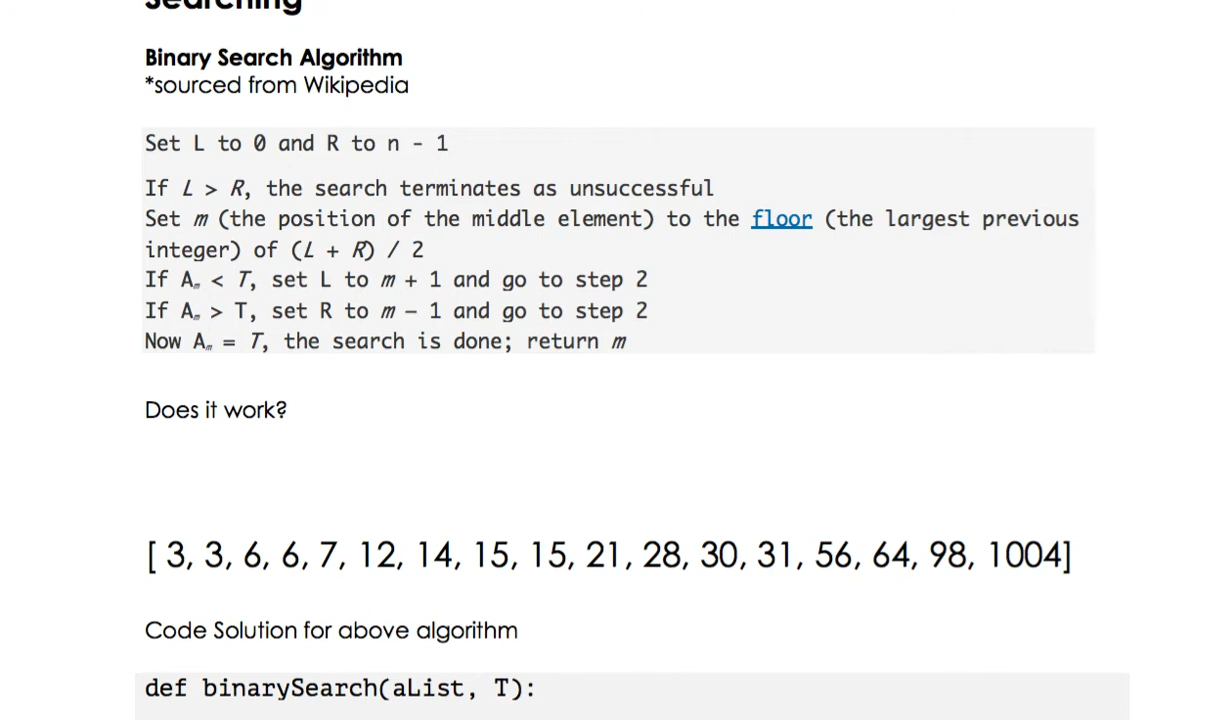 Searching
Binary Search Algorithm
*sourced from Wikipedia
Set L to 0 and R to n - 1
If L > R, the search terminates as unsuccessful
Set m (the position of the middle element) to the floor (the largest previous
integer) of (L + R) / 2
If Aₘ < T, set L to m + 1 and go to step 2
If Aₘ > T, set R to m − 1 and go to step 2
Now Aₘ = T, the search is done; return m
Does it work?
[ 3, 3, 6, 6, 7, 12, 14, 15, 15, 21, 28, 30, 31, 56, 64, 98, 1004]
Code Solution for above algorithm
def binarySearch(aList, T):